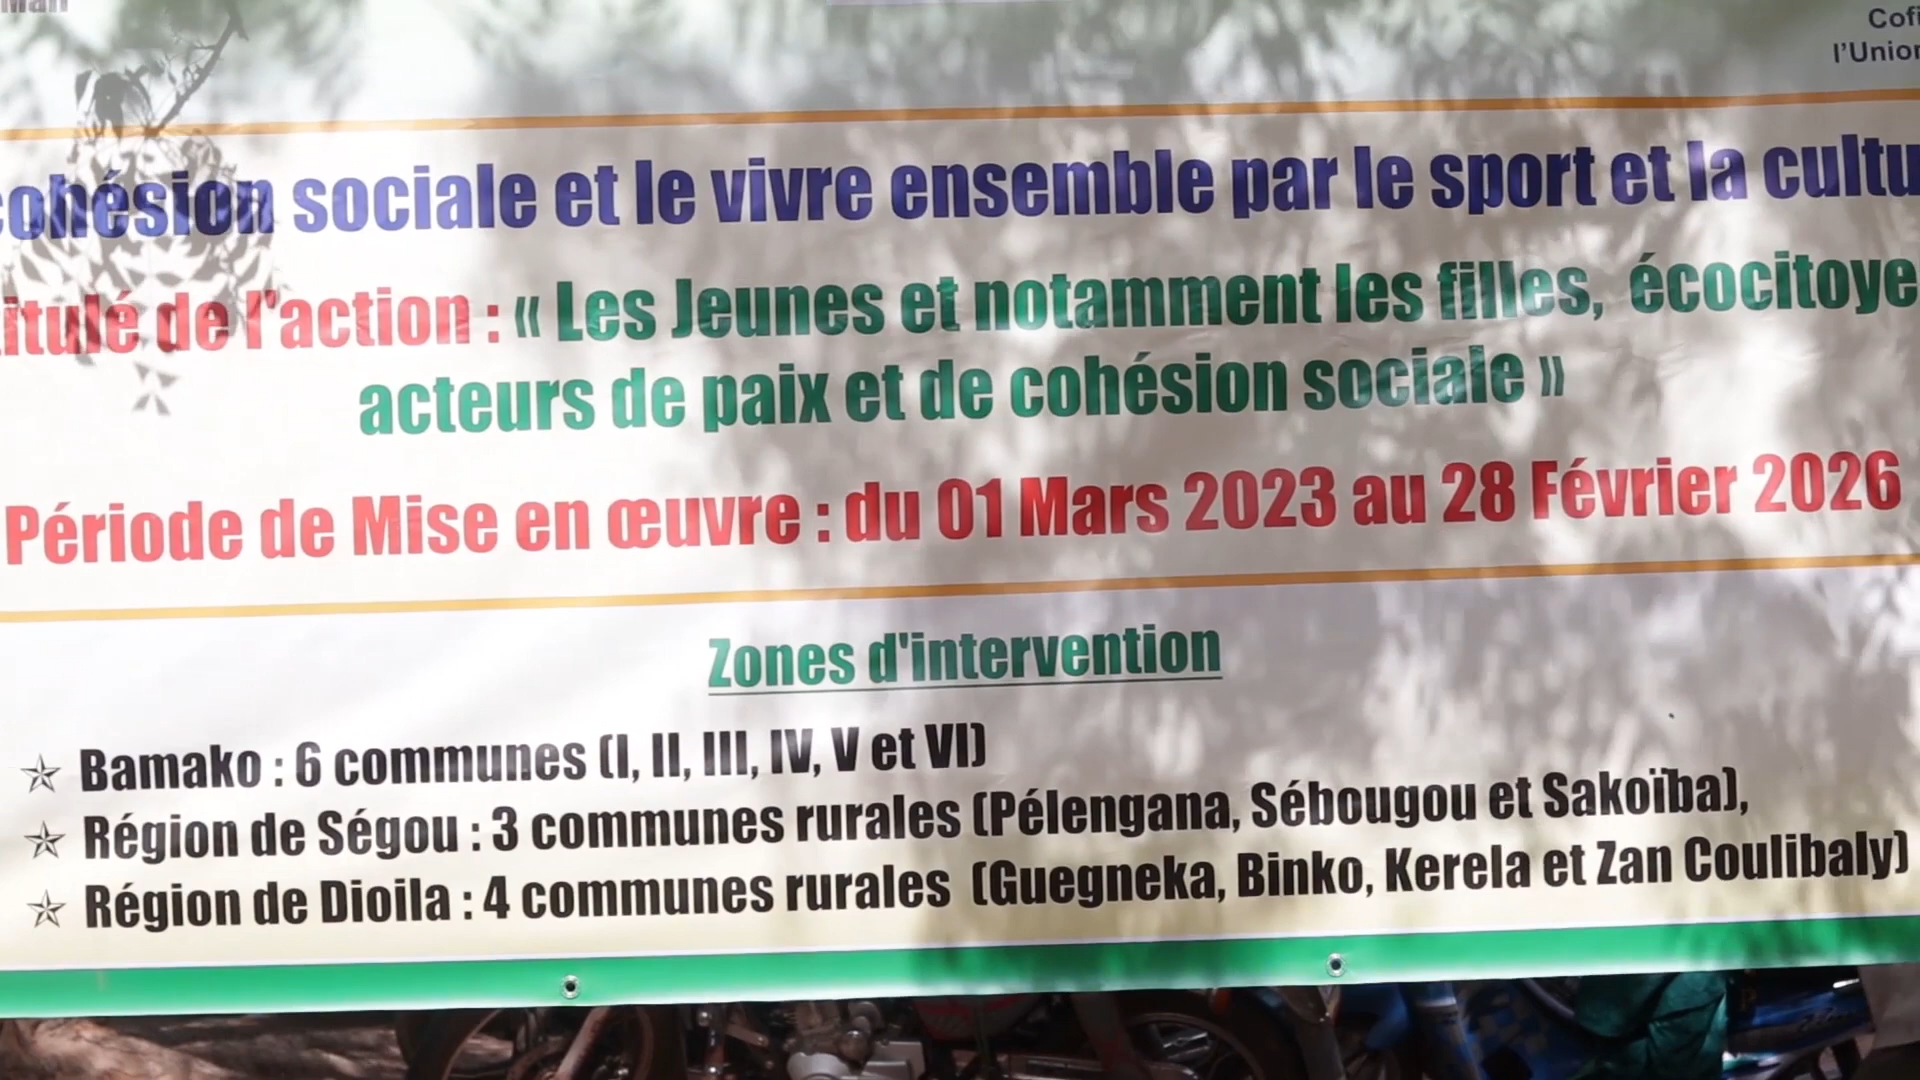 Cofi
l'Union
cohésion sociale et le vivre ensemble par le sport et la cultu
itulé de l'action : « Les Jeunes et notamment les filles, écocitoye
acteurs de paix et de cohésion sociale »
Période de Mise en œuvre : du 01 Mars 2023 au 28 Février 2026
Zones d'intervention
Bamako : 6 communes (I, II, III, IV, V et VI)
Région de Ségou : 3 communes rurales (Pélengana, Sébougou et Sakoïba),
Région de Dioila : 4 communes rurales (Guegneka, Binko, Kerela et Zan Coulibaly)